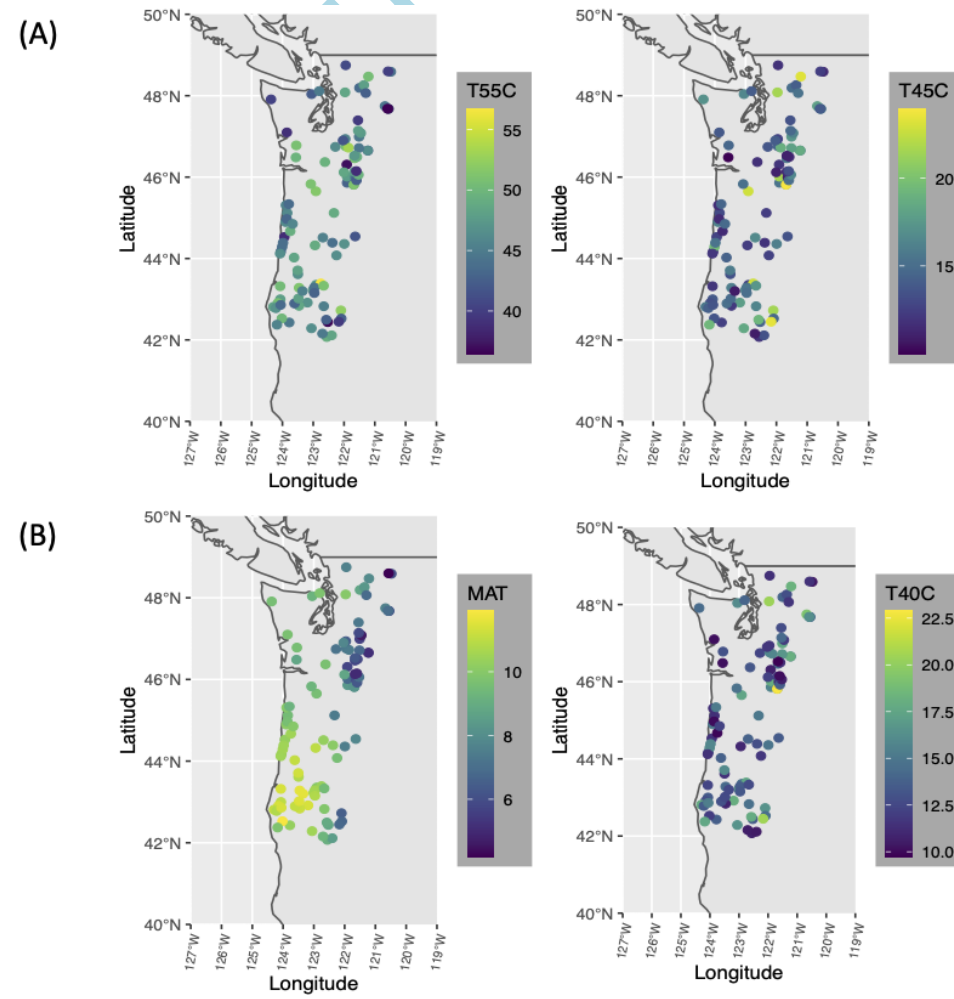 (A)
50°N
48°N
46°N
44°N
42°N
40°N
Latitude
127°W
126°W
125°W
124°W
123°W
122°W
121°W
120°W
119°W
Longitude
T55C
55
50
45
40
50°N
48°N
46°N
44°N
42°N
40°N
Latitude
127°W
126°W
125°W
124°W
123°W
122°W
121°W
120°W
119°W
Longitude
T45C
20
15
(B)
50°N
48°N
46°N
44°N
42°N
40°N
Latitude
127°W
126°W
125°W
124°W
123°W
122°W
121°W
120°W
119°W
Longitude
MAT
10
8
6
50°N
48°N
46°N
44°N
42°N
40°N
Latitude
127°W
126°W
125°W
124°W
123°W
122°W
121°W
120°W
119°W
Longitude
T40C
22.5
20.0
17.5
15.0
12.5
10.0